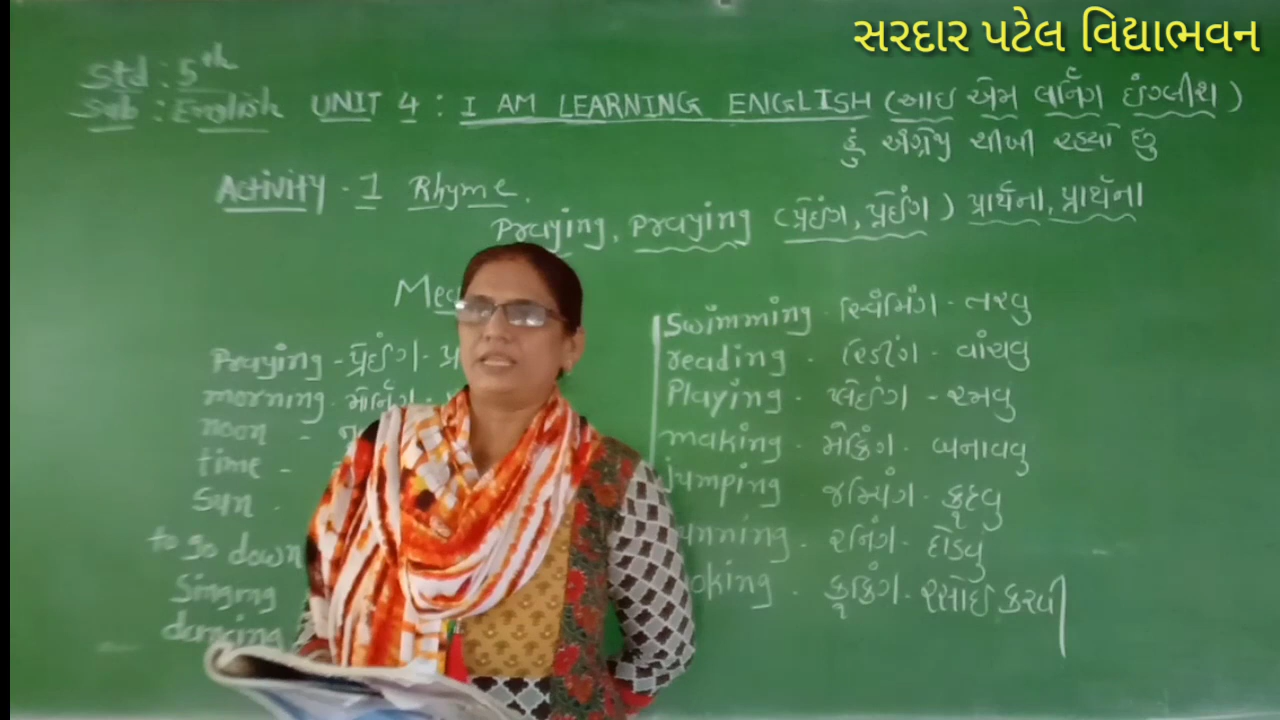 સરદાર પટેલ વિદ્યાભવન
Std : 5th
Sub : English UNIT 4 : I AM LEARNING ENGLISH (આઇ એમ લર્નિંગ ઇંગ્લીશ)
હું અંગ્રેજી શીખી રહ્યો છુ
Activity - 1 Rhyme.
Praying, Praying (પ્રેઇંગ, પ્રેઇંગ) પ્રાર્થના, પ્રાર્થના
Praying - પ્રેઇંગ -
morning - મોર્નિંગ -
noon -
time -
Sun -
to go down
Singing
dancing
Swimming - સ્વિમિંગ - તરવુ
reading - રિડીંગ - વાંચવુ
Playing - પ્લેઇંગ - રમવુ
making - મેકિંગ - બનાવવુ
jumping જમ્પિંગ - કૂદવુ
રનિંગ - દોડવું
કૂકિંગ - રસોઇ કરવી